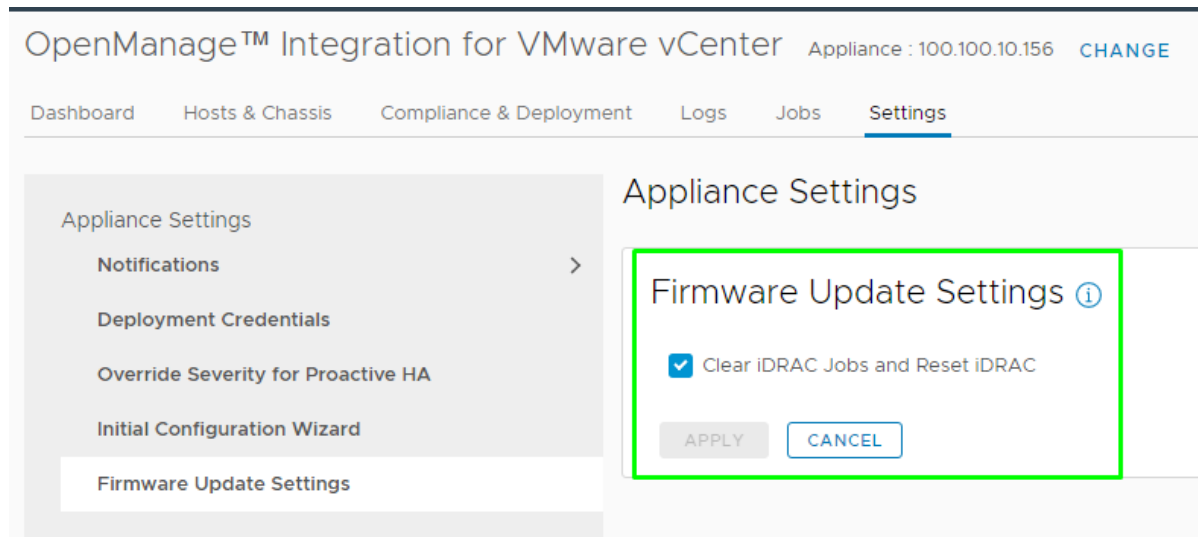 OpenManage™ Integration for VMware vCenter Appliance : 100.100.10.156 CHANGE
Dashboard Hosts & Chassis Compliance & Deployment Logs Jobs Settings
Appliance Settings
Notifications
Deployment Credentials
Override Severity for Proactive HA
Initial Configuration Wizard
Firmware Update Settings
Appliance Settings
Firmware Update Settings
Clear iDRAC Jobs and Reset iDRAC
APPLY CANCEL